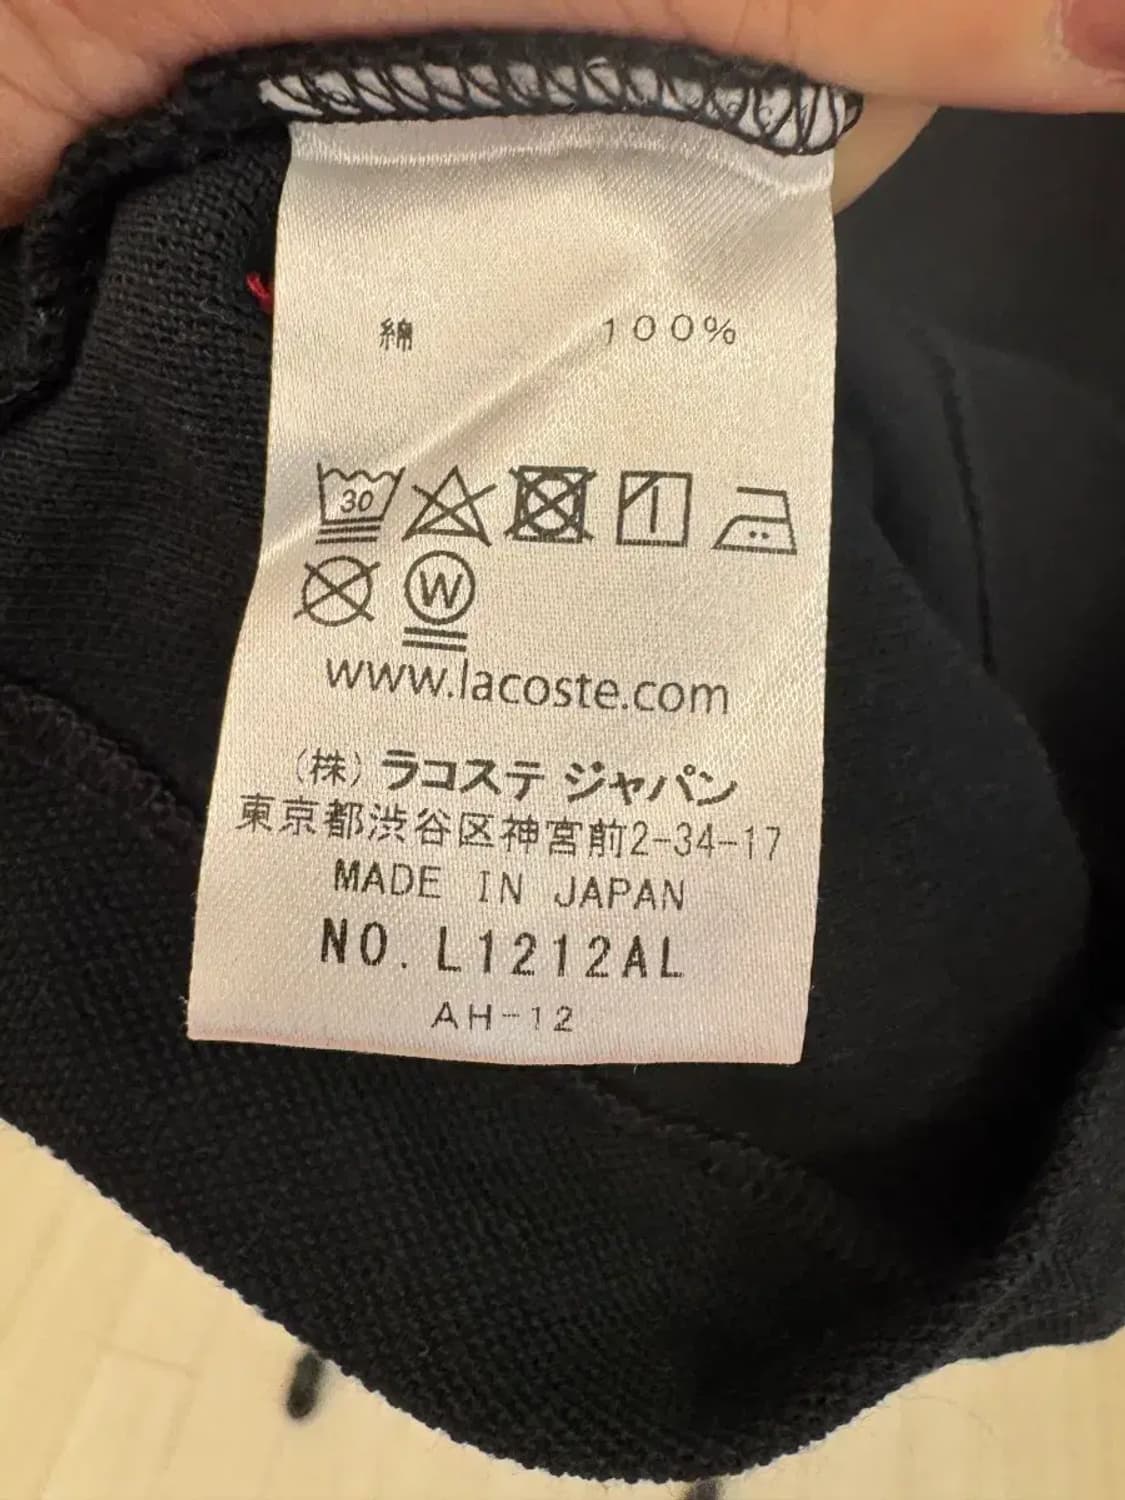 綿 100%
30
W
www.lacoste.com
(株) ラコステ ジャパン
東京都渋谷区神宮前2-34-17
MADE IN JAPAN
NO. L1212AL
AH-12